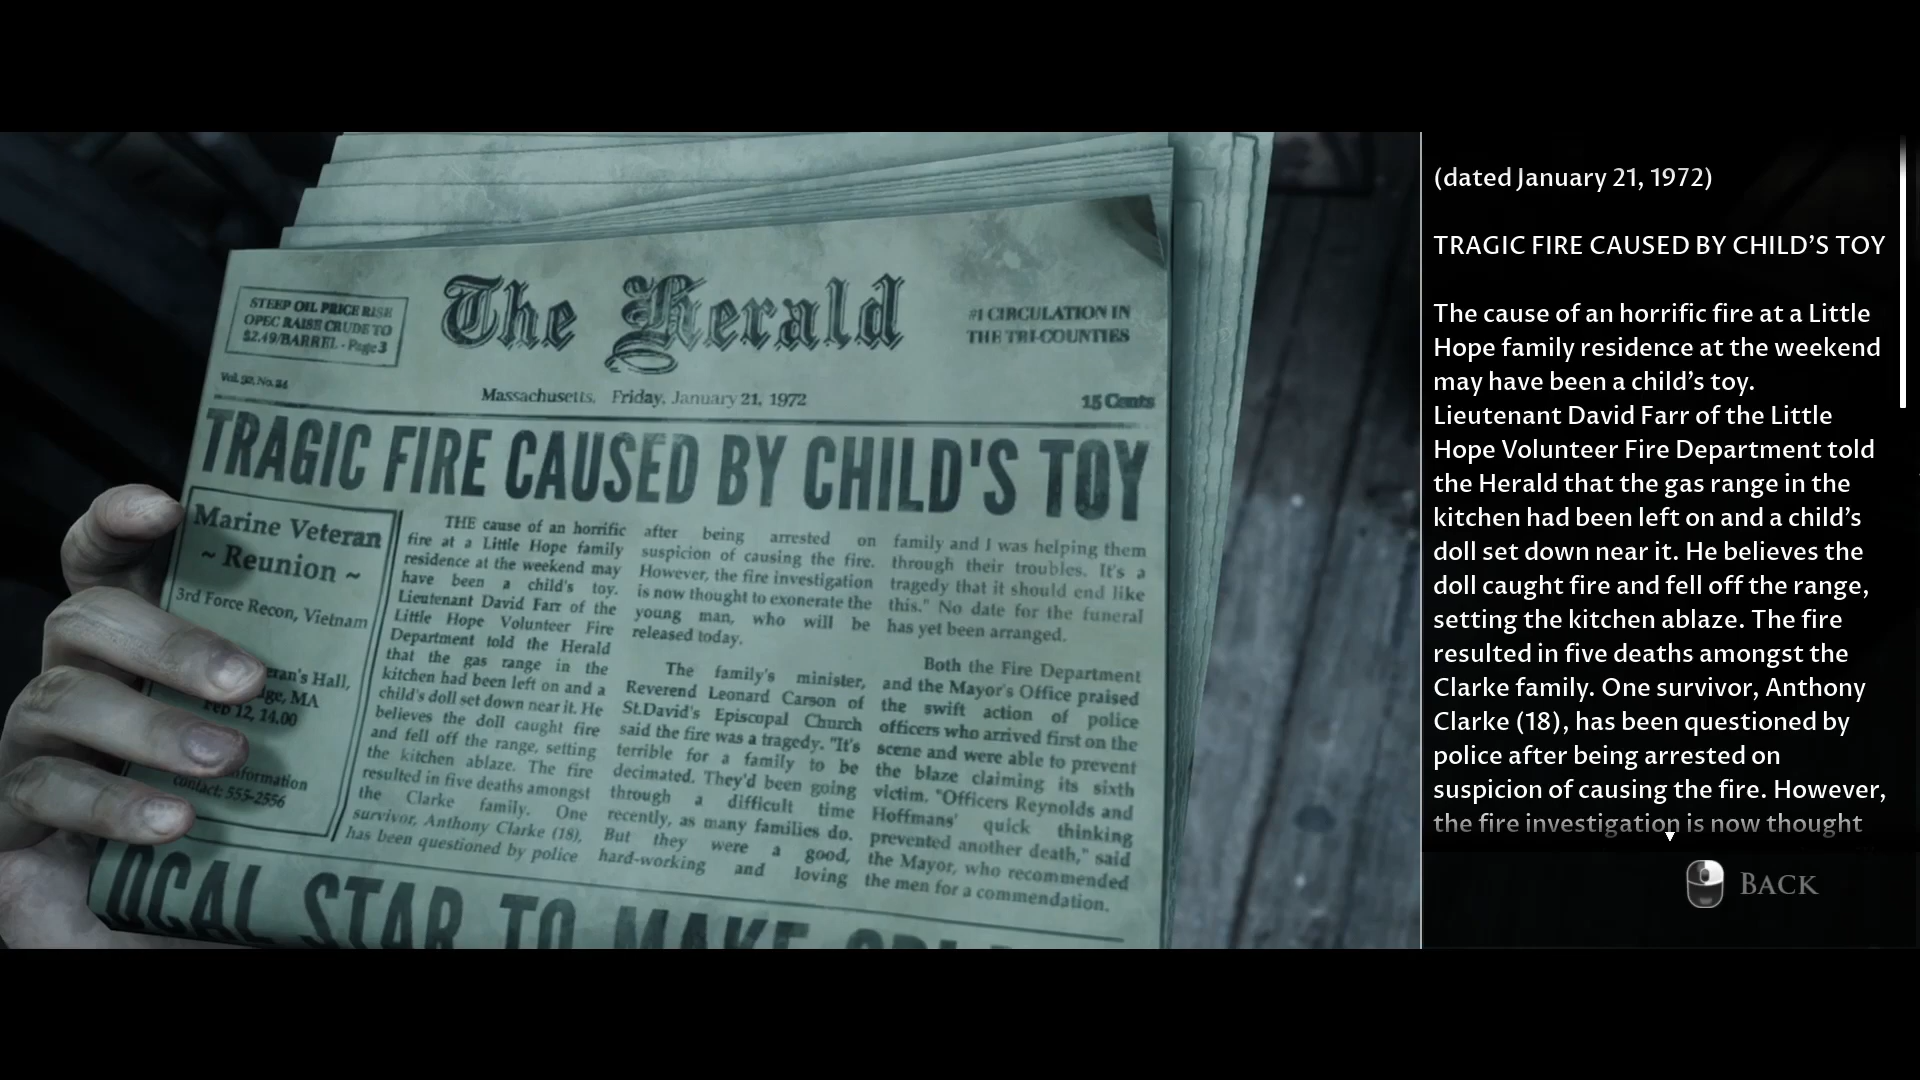 STEEP OIL PRICE RISE
OPEC RAISE CRUDE TO
$2.49/BARREL - Page 3
The Herald
#1 CIRCULATION IN
THE TRI-COUNTIES
Massachusetts, Friday, January 21, 1972
15 Cents
TRAGIC FIRE CAUSED BY CHILD'S TOY
Marine Veteran
~ Reunion ~
3rd Force Recon, Vietnam
eran's Hall,
dge, MA
Feb 12, 14.00
formation
contact: 555-2556
THE cause of an horrific
fire at a Little Hope family
residence at the weekend may
have been a child's toy.
Lieutenant David Farr of the
Little Hope Volunteer Fire
Department told the Herald
that the gas range in the
kitchen had been left on and a
child's doll set down near it. He
believes the doll caught fire
and fell off the range, setting
the kitchen ablaze. The fire
resulted in five deaths amongst
the Clarke family. One
survivor, Anthony Clarke (18),
has been questioned by police
after being arrested on
suspicion of causing the fire.
However, the fire investigation
is now thought to exonerate the
young man, who will be
released today.
The family's minister,
Reverend Leonard Carson of
St.David's Episcopal Church
said the fire was a tragedy. "It's
terrible for a family to be
decimated. They'd been going
through a difficult time
recently, as many families do.
But they were a good,
hard-working and loving
family and I was helping them
through their troubles. It's a
tragedy that it should end like
this." No date for the funeral
has yet been arranged.
Both the Fire Department
and the Mayor's Office praised
the swift action of police
officers who arrived first on the
scene and were able to prevent
the blaze claiming its sixth
victim. "Officers Reynolds and
Hoffmans' quick thinking
prevented another death," said
the Mayor, who recommended
the men for a commendation.
OCAL STAR TO MAKE
(dated January 21, 1972)
TRAGIC FIRE CAUSED BY CHILD'S TOY
The cause of an horrific fire at a Little
Hope family residence at the weekend
may have been a child's toy.
Lieutenant David Farr of the Little
Hope Volunteer Fire Department told
the Herald that the gas range in the
kitchen had been left on and a child's
doll set down near it. He believes the
doll caught fire and fell off the range,
setting the kitchen ablaze. The fire
resulted in five deaths amongst the
Clarke family. One survivor, Anthony
Clarke (18), has been questioned by
police after being arrested on
suspicion of causing the fire. However,
the fire investigation is now thought
BACK